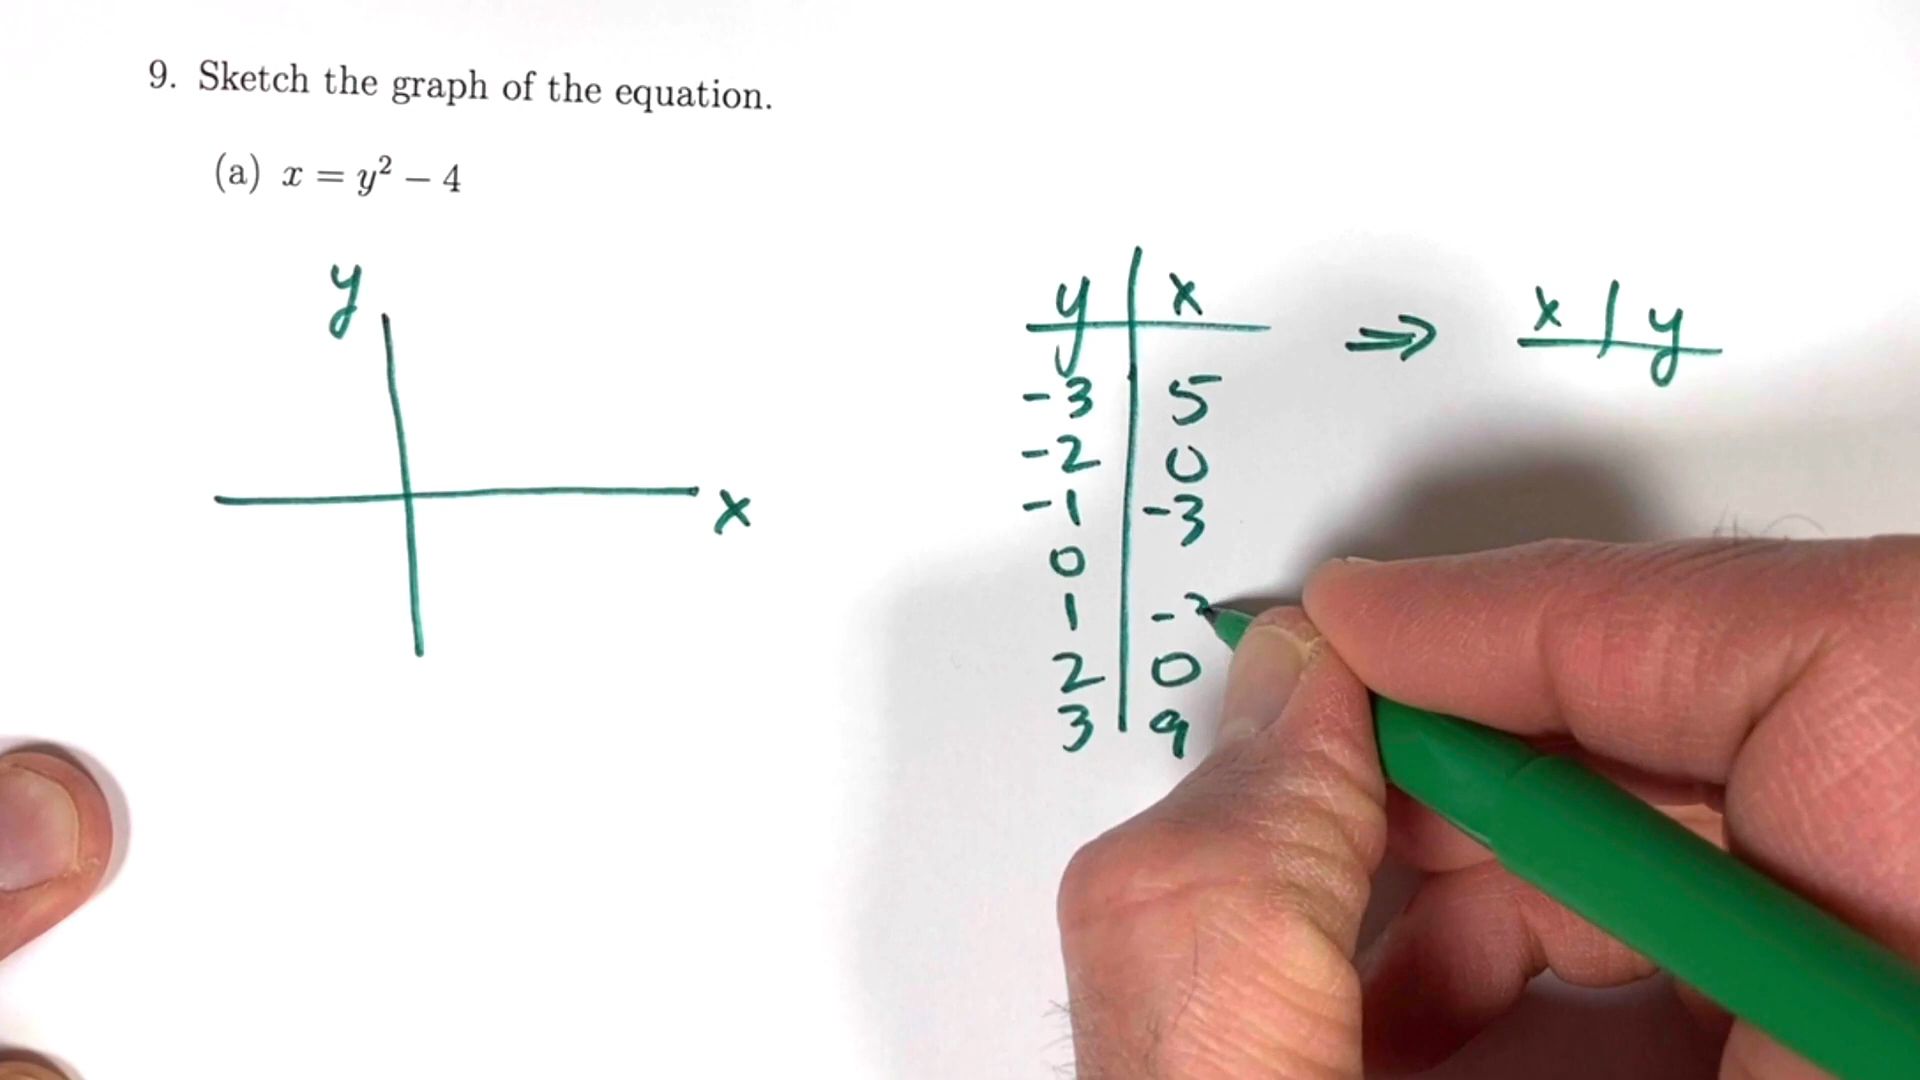 9. Sketch the graph of the equation.
(a) x = y² − 4
y
x
y | x ⇒ x | y
-3 | 5
-2 | 0
-1 | -3
0 |
1 | -3
2 | 0
3 | 9